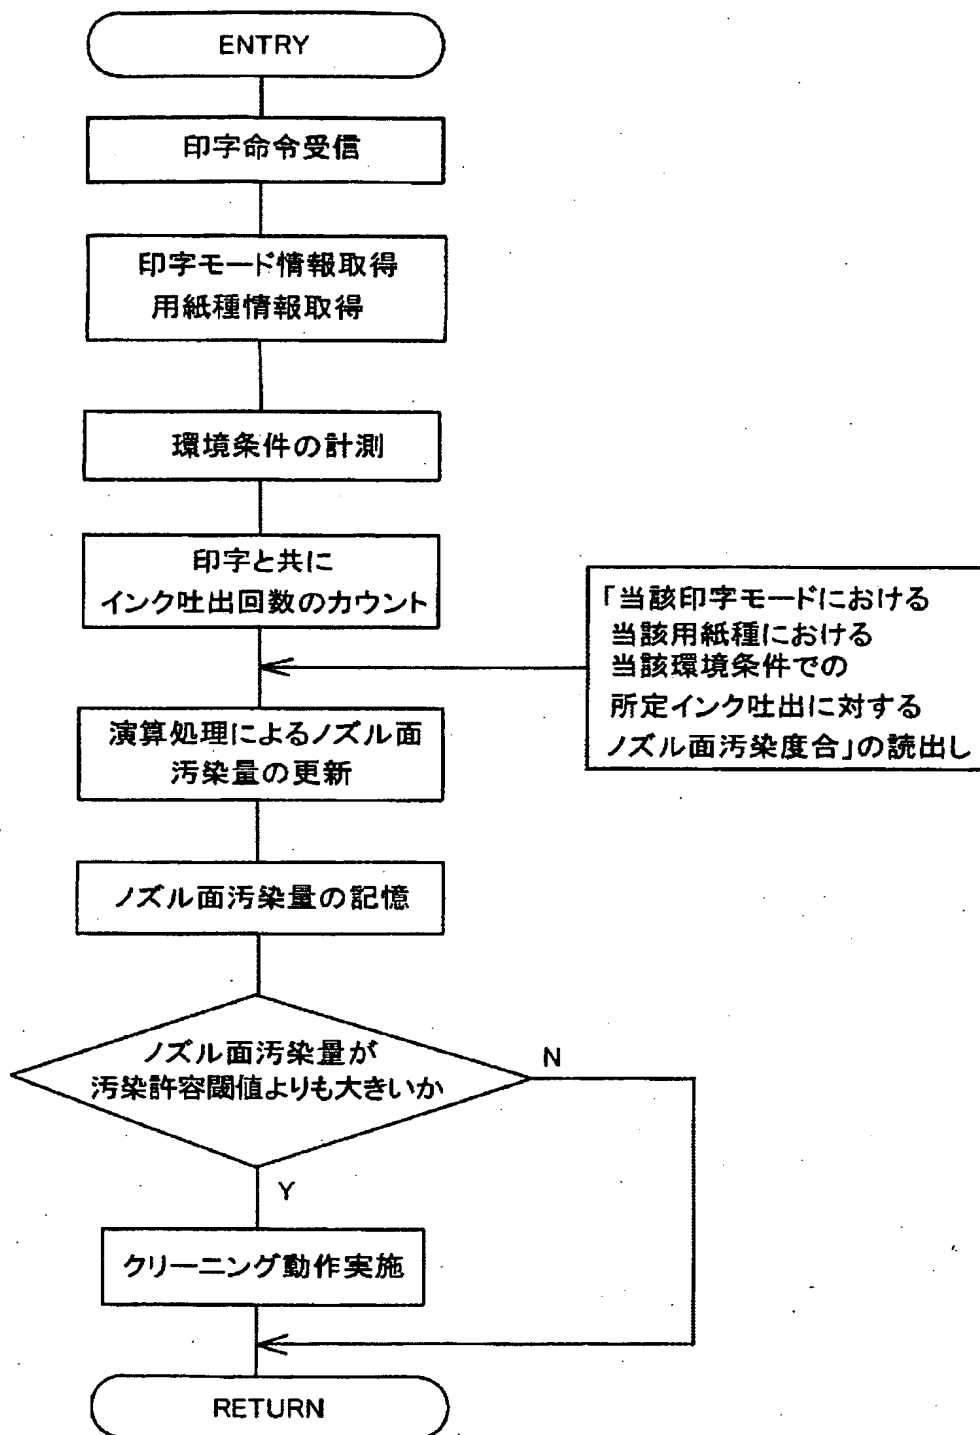 ENTRY
印字命令受信
印字モード情報取得
用紙種情報取得
環境条件の計測
印字と共に
インク吐出回数のカウント
「当該印字モードにおける
当該用紙種における
当該環境条件での
所定インク吐出に対する
ノズル面汚染度合」の読出し
演算処理によるノズル面
汚染量の更新
ノズル面汚染量の記憶
ノズル面汚染量が
汚染許容閾値よりも大きいか
N
Y
クリーニング動作実施
RETURN